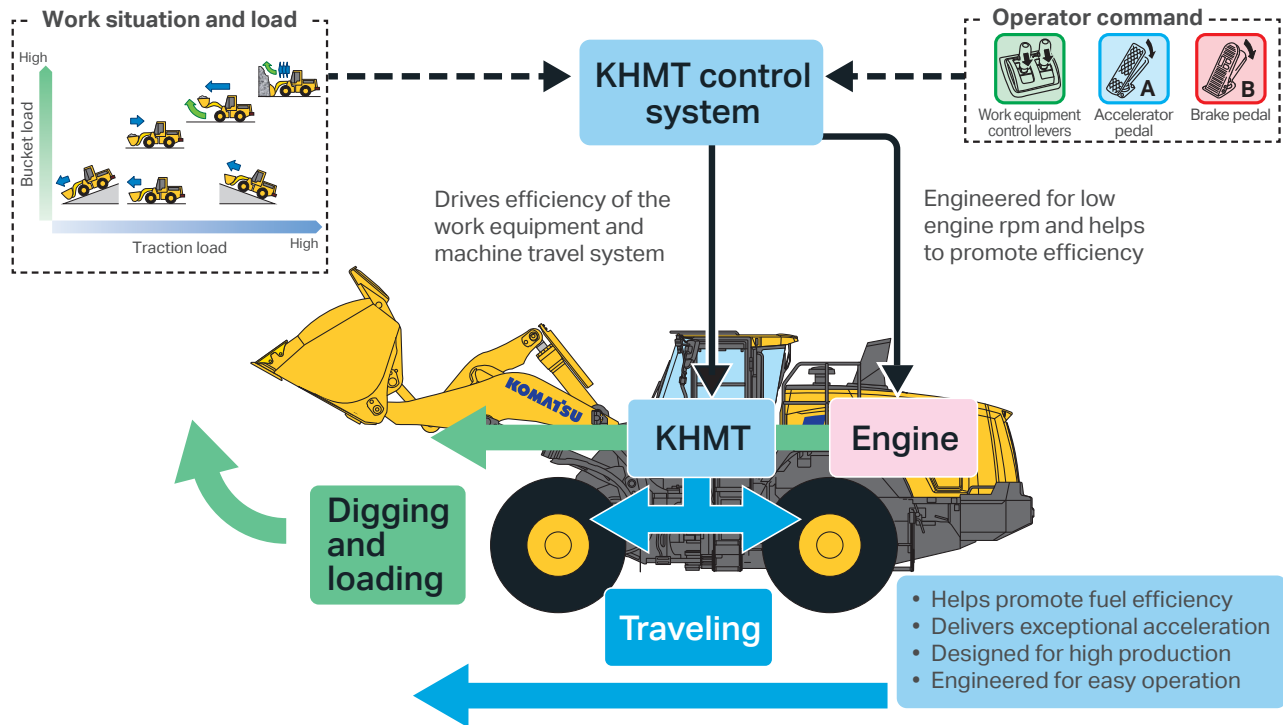 Work situation and load
High
Bucket load
Traction load
High
KHMT control
system
Operator command
A
B
Work equipment
control levers
Accelerator
pedal
Brake pedal
Drives efficiency of the
work equipment and
machine travel system
Engineered for low
engine rpm and helps
to promote efficiency
KOMATSU
KHMT
Engine
Digging
and
loading
Traveling
• Helps promote fuel efficiency
• Delivers exceptional acceleration
• Designed for high production
• Engineered for easy operation